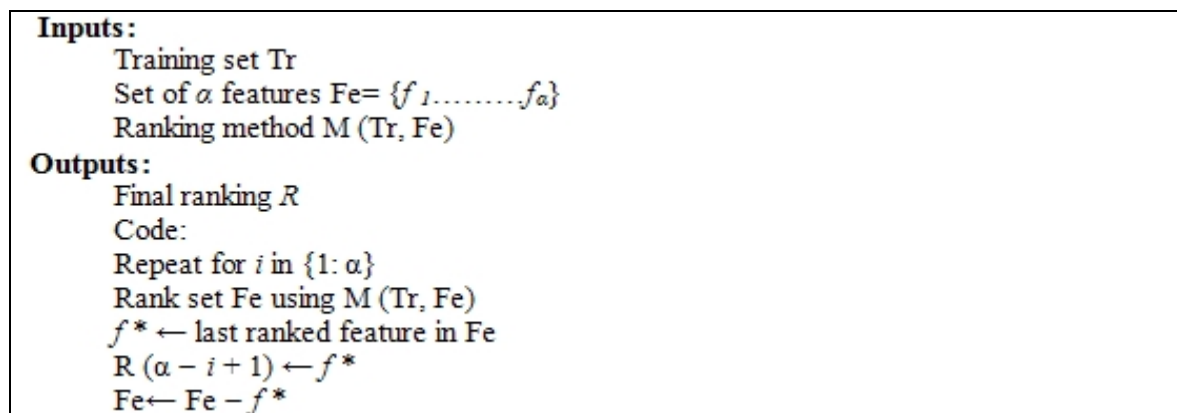 Inputs:
Training set Tr
Set of α features Fe= {f 1.........fα}
Ranking method M (Tr, Fe)
Outputs:
Final ranking R
Code:
Repeat for i in {1: α}
Rank set Fe using M (Tr, Fe)
f * ← last ranked feature in Fe
R (α – i + 1) ← f *
Fe← Fe – f *